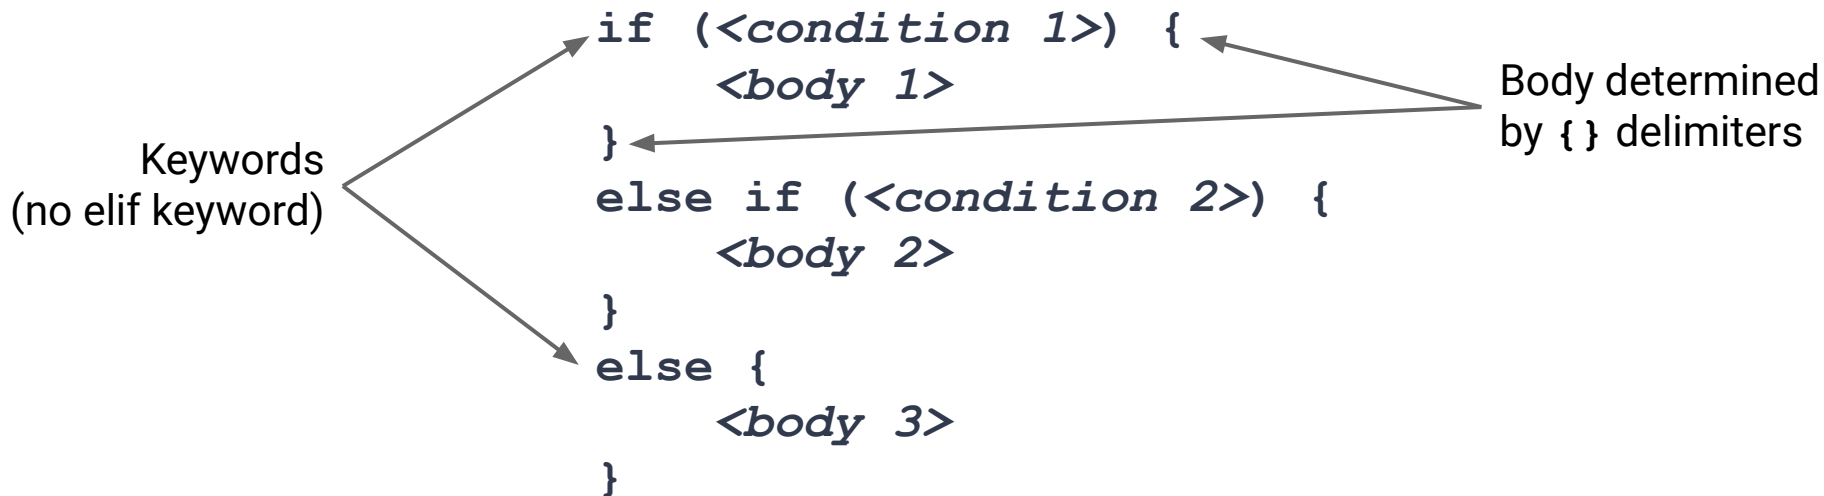 if (<condition 1>) {
<body 1>
}
else if (<condition 2>) {
<body 2>
}
else {
<body 3>
}
Keywords
(no elif keyword)
Body determined
by {} delimiters